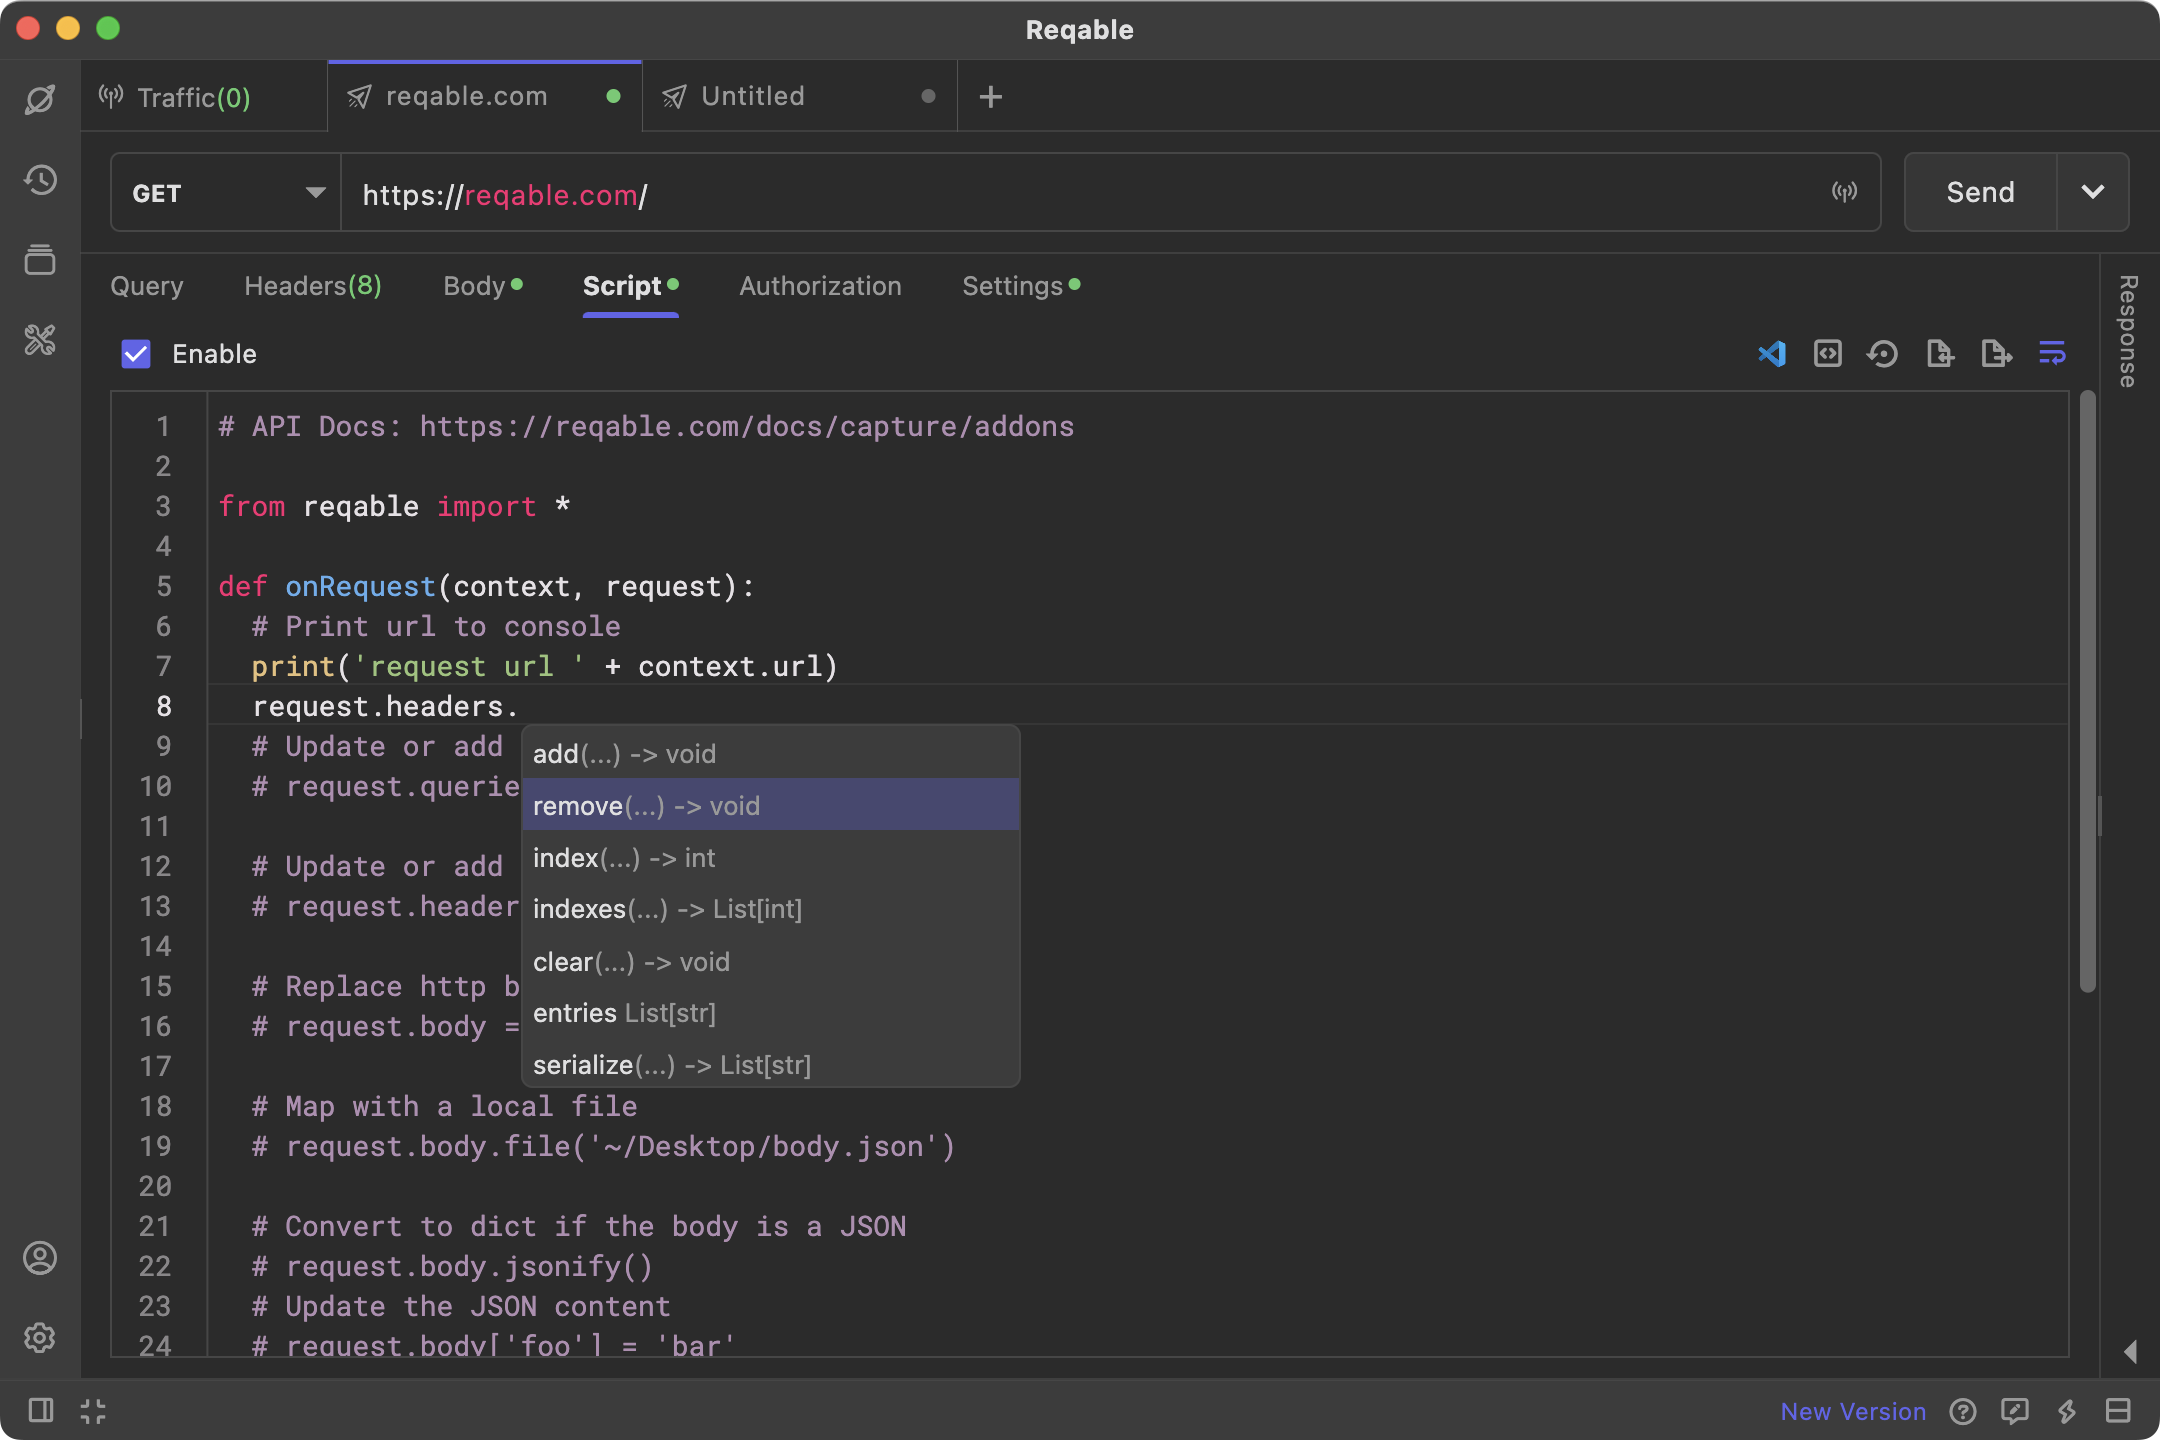 Reqable
Traffic(0)
reqable.com
Untitled
GET
https://reqable.com/
Send
Query
Headers(8)
Body
Script
Authorization
Settings
Response
Enable
1 # API Docs: https://reqable.com/docs/capture/addons
2
3 from reqable import *
4
5 def onRequest(context, request):
6 # Print url to console
7 print('request url ' + context.url)
8 request.headers.
9 # Update or add
10 # request.querie
11
12 # Update or add
13 # request.header
14
15 # Replace http b
16 # request.body =
17
18 # Map with a local file
19 # request.body.file('~/Desktop/body.json')
20
21 # Convert to dict if the body is a JSON
22 # request.body.jsonify()
23 # Update the JSON content
24 # request.body['foo'] = 'bar'
add(...) -> void
remove(...) -> void
index(...) -> int
indexes(...) -> List[int]
clear(...) -> void
entries List[str]
serialize(...) -> List[str]
New Version